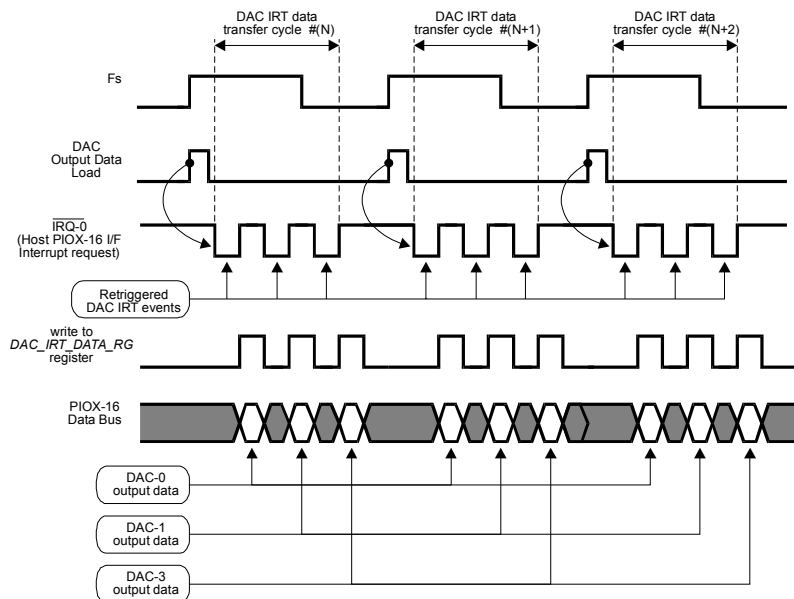 DAC IRT data
transfer cycle #(N)
DAC IRT data
transfer cycle #(N+1)
DAC IRT data
transfer cycle #(N+2)
Fs
DAC
Output Data
Load
IRQ-0
(Host PIOX-16 I/F
Interrupt request)
Retriggered
DAC IRT events
write to
DAC_IRT_DATA_RG
register
PIOX-16
Data Bus
DAC-0
output data
DAC-1
output data
DAC-3
output data